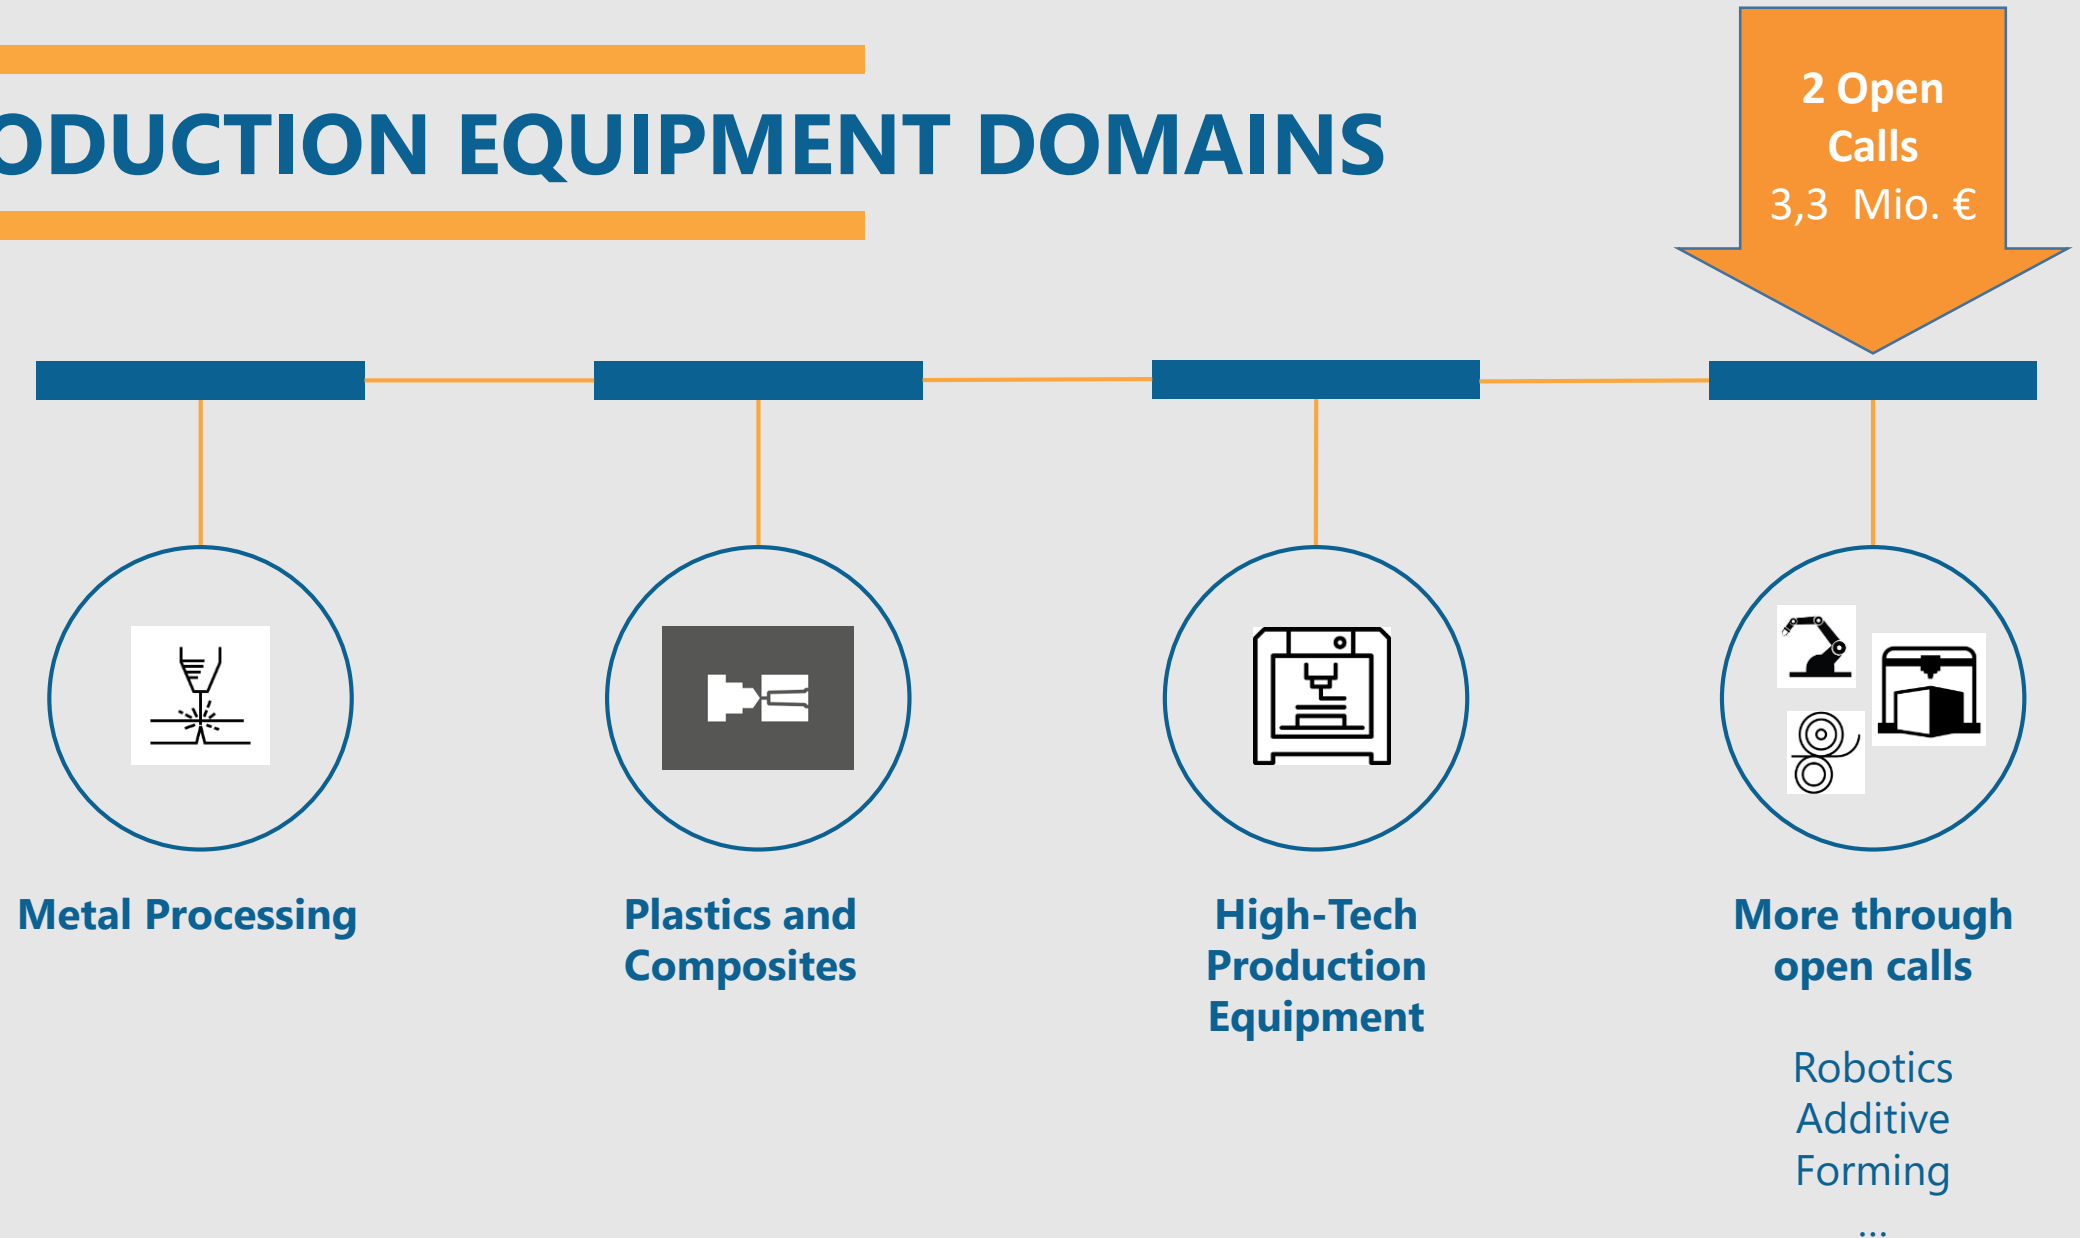 ODUCTION EQUIPMENT DOMAINS
2 Open
Calls
3,3 Mio. €
Metal Processing
Plastics and
Composites
High-Tech
Production
Equipment
More through
open calls
Robotics
Additive
Forming
...